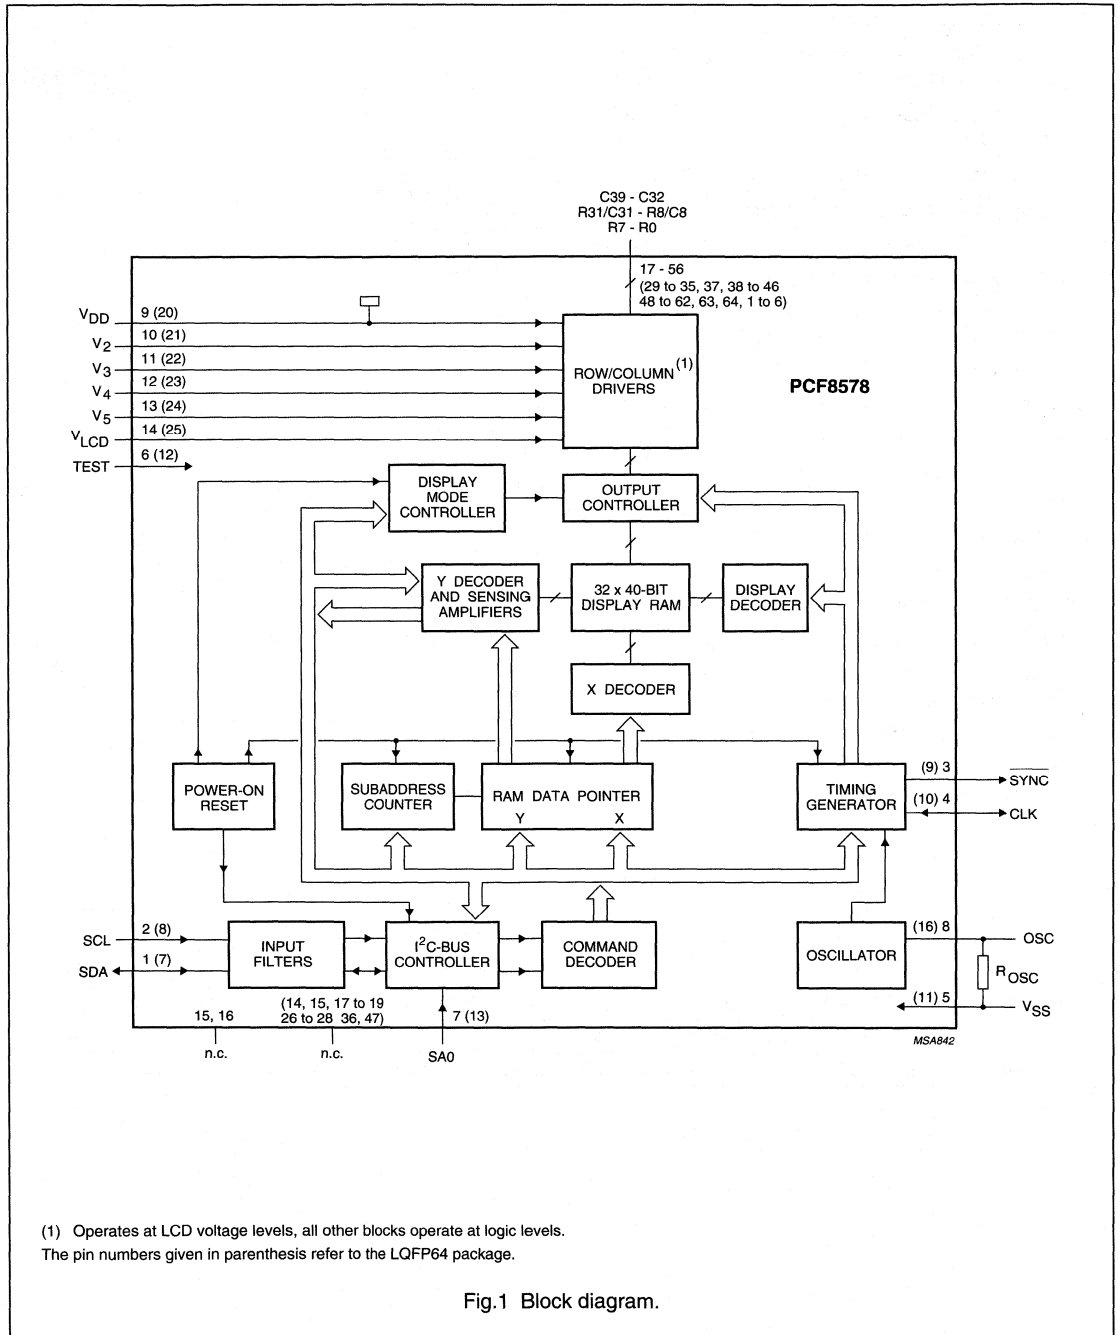 C39 - C32
R31/C31 - R8/C8
R7 - R0
17 - 56
(29 to 35, 37, 38 to 46
48 to 62, 63, 64, 1 to 6)
VDD
9 (20)
V2
10 (21)
V3
11 (22)
V4
12 (23)
V5
13 (24)
VLCD
14 (25)
TEST
6 (12)
ROW/COLUMN (1)
DRIVERS
PCF8578
DISPLAY
MODE
CONTROLLER
OUTPUT
CONTROLLER
Y DECODER
AND SENSING
AMPLIFIERS
32 x 40-BIT
DISPLAY RAM
DISPLAY
DECODER
X DECODER
POWER-ON
RESET
SUBADDRESS
COUNTER
RAM DATA POINTER
Y X
TIMING
GENERATOR
(9) 3
SYNC
(10) 4
CLK
SCL
2 (8)
SDA
1 (7)
INPUT
FILTERS
I2C-BUS
CONTROLLER
COMMAND
DECODER
OSCILLATOR
(16) 8
OSC
ROSC
(11) 5
VSS
15, 16
n.c.
(14, 15, 17 to 19
26 to 28 36, 47)
n.c.
7 (13)
SA0
MSA842
(1) Operates at LCD voltage levels, all other blocks operate at logic levels.
The pin numbers given in parenthesis refer to the LQFP64 package.
Fig.1 Block diagram.